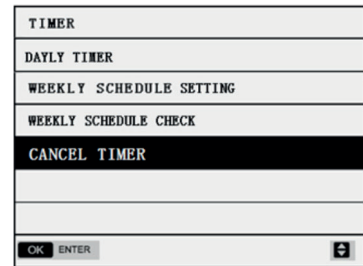 TIMER
DAYLY TIMER
WEEKLY SCHEDULE SETTING
WEEKLY SCHEDULE CHECK
CANCEL TIMER
OK ENTER